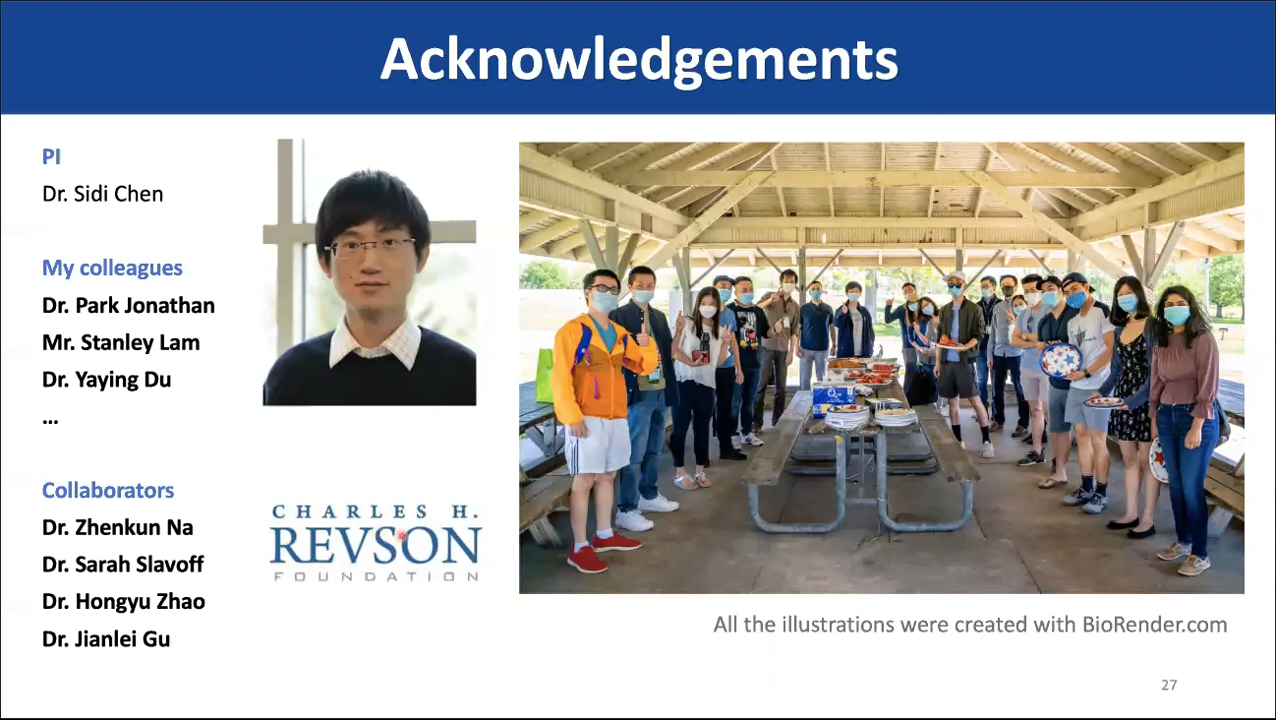 Acknowledgements
PI
Dr. Sidi Chen
My colleagues
Dr. Park Jonathan
Mr. Stanley Lam
Dr. Yaying Du
...
Collaborators
Dr. Zhenkun Na
Dr. Sarah Slavoff
Dr. Hongyu Zhao
Dr. Jianlei Gu
CHARLES H.
REVSON
FOUNDATION
All the illustrations were created with BioRender.com
27